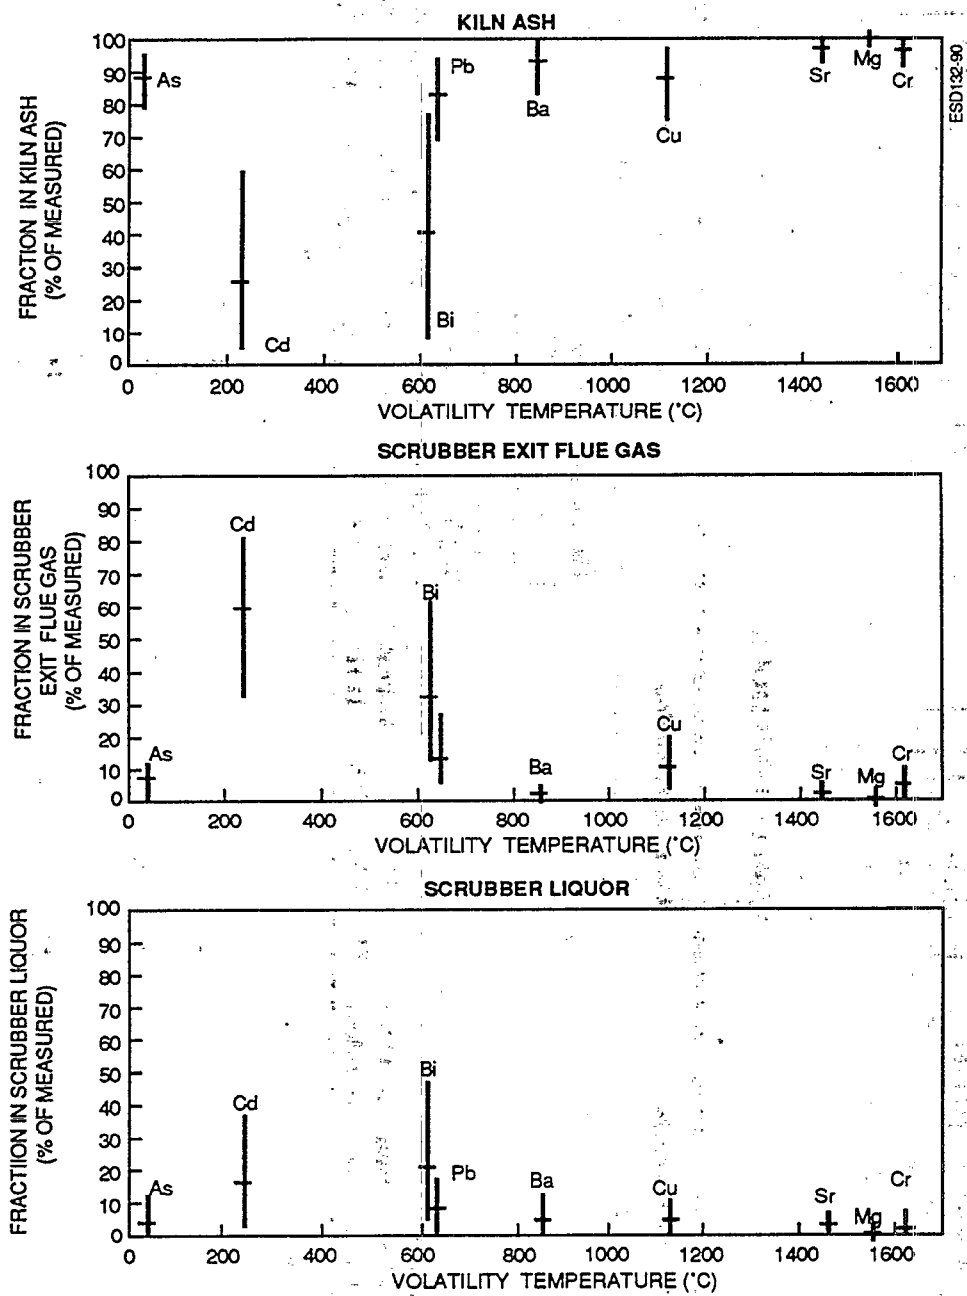 KILN ASH
ESD132-90
FRACTION IN KILN ASH
(% OF MEASURED)
100
90
80
70
60
50
40
30
20
10
0
As
Cd
Pb
Bi
Ba
Cu
Sr
Mg
Cr
0 200 400 600 800 1000 1200 1400 1600
VOLATILITY TEMPERATURE (°C)
SCRUBBER EXIT FLUE GAS
FRACTION IN SCRUBBER
EXIT FLUE GAS
(% OF MEASURED)
100
90
80
70
60
50
40
30
20
10
0
As
Cd
Bi
Ba
Cu
Sr
Mg
Cr
0 200 400 600 800 1000 1200 1400 1600
VOLATILITY TEMPERATURE (°C)
SCRUBBER LIQUOR
FRACTIION IN SCRUBBER LIQUOR
(% OF MEASURED)
100
90
80
70
60
50
40
30
20
10
0
As
Cd
Bi
Pb
Ba
Cu
Sr
Mg
Cr
0 200 400 600 800 1000 1200 1400 1600
VOLATILITY TEMPERATURE (°C)